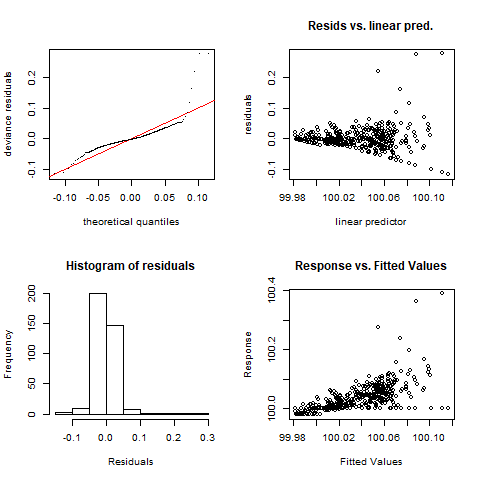 deviance residuals
-0.1 0.0 0.1 0.2
-0.10 -0.05 0.00 0.05 0.10
theoretical quantiles
Resids vs. linear pred.
residuals
-0.1 0.0 0.1 0.2
99.98 100.02 100.06 100.10
linear predictor
Histogram of residuals
Frequency
0 50 100 150 200
-0.1 0.0 0.1 0.2 0.3
Residuals
Response vs. Fitted Values
Response
100.0 100.2 100.4
99.98 100.02 100.06 100.10
Fitted Values